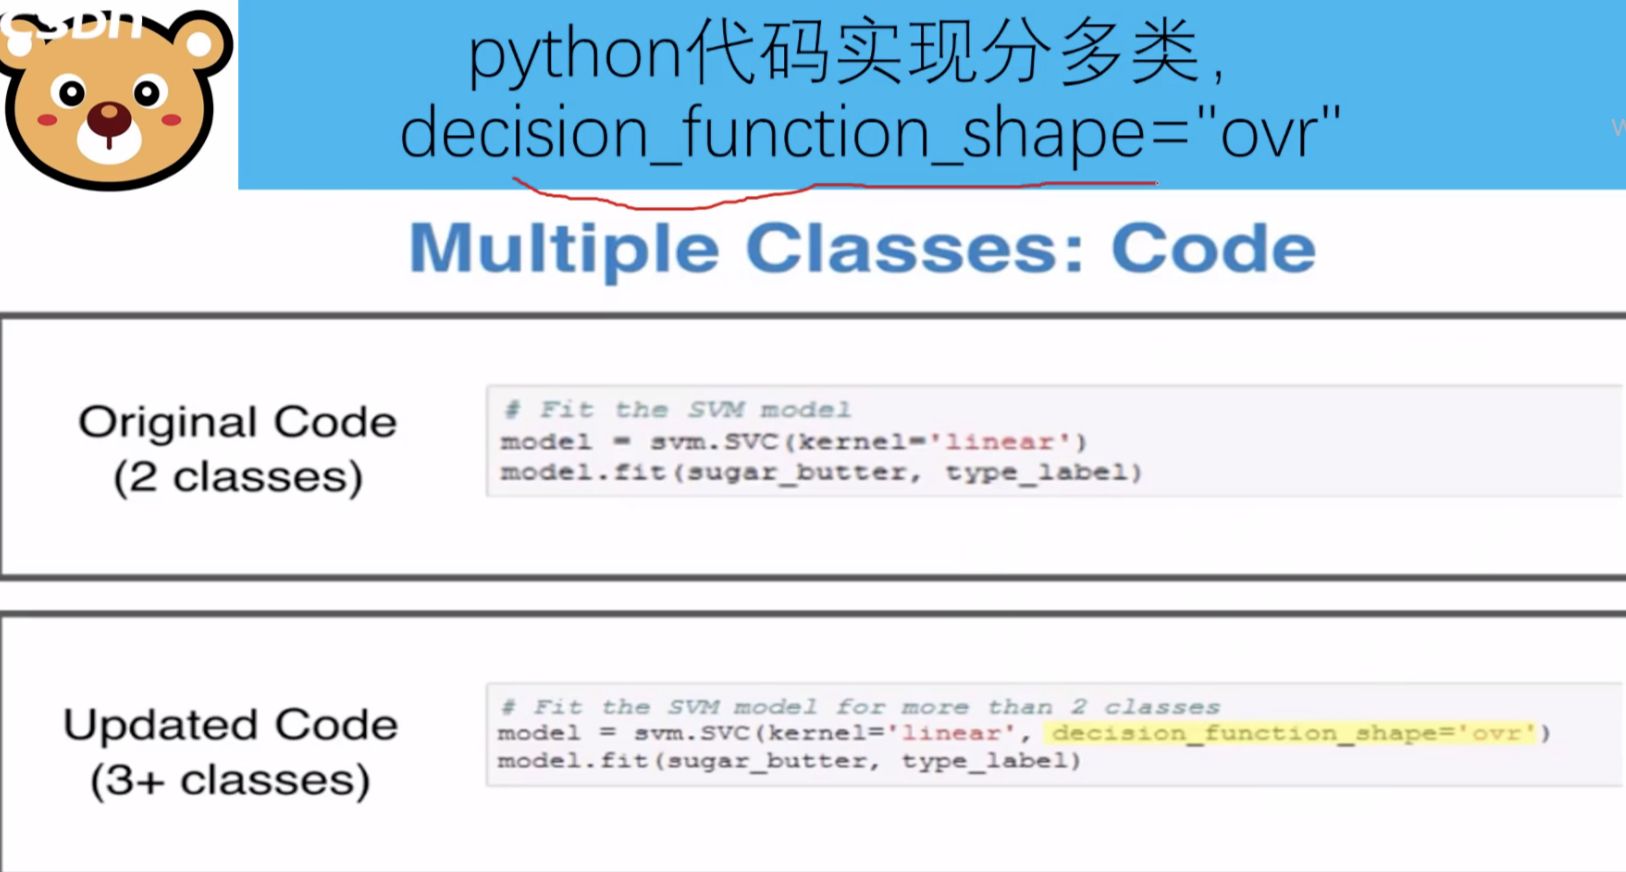 CSDN
python代码实现分多类,
decision_function_shape="ovr"
Multiple Classes: Code
Original Code
(2 classes)
# Fit the SVM model
model = svm.SVC(kernel='linear')
model.fit(sugar_butter, type_label)
Updated Code
(3+ classes)
# Fit the SVM model for more than 2 classes
model = svm.SVC(kernel='linear', decision_function_shape='ovr')
model.fit(sugar_butter, type_label)